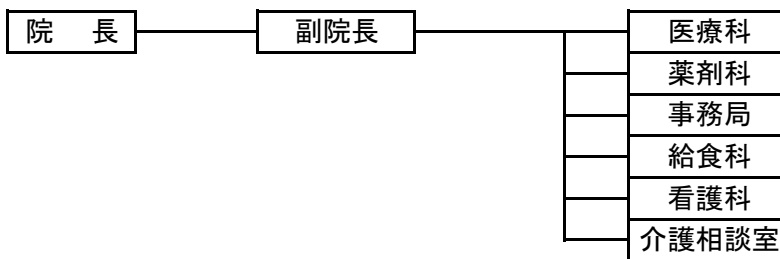 院　長
副院長
医療科
薬剤科
事務局
給食科
看護科
介護相談室